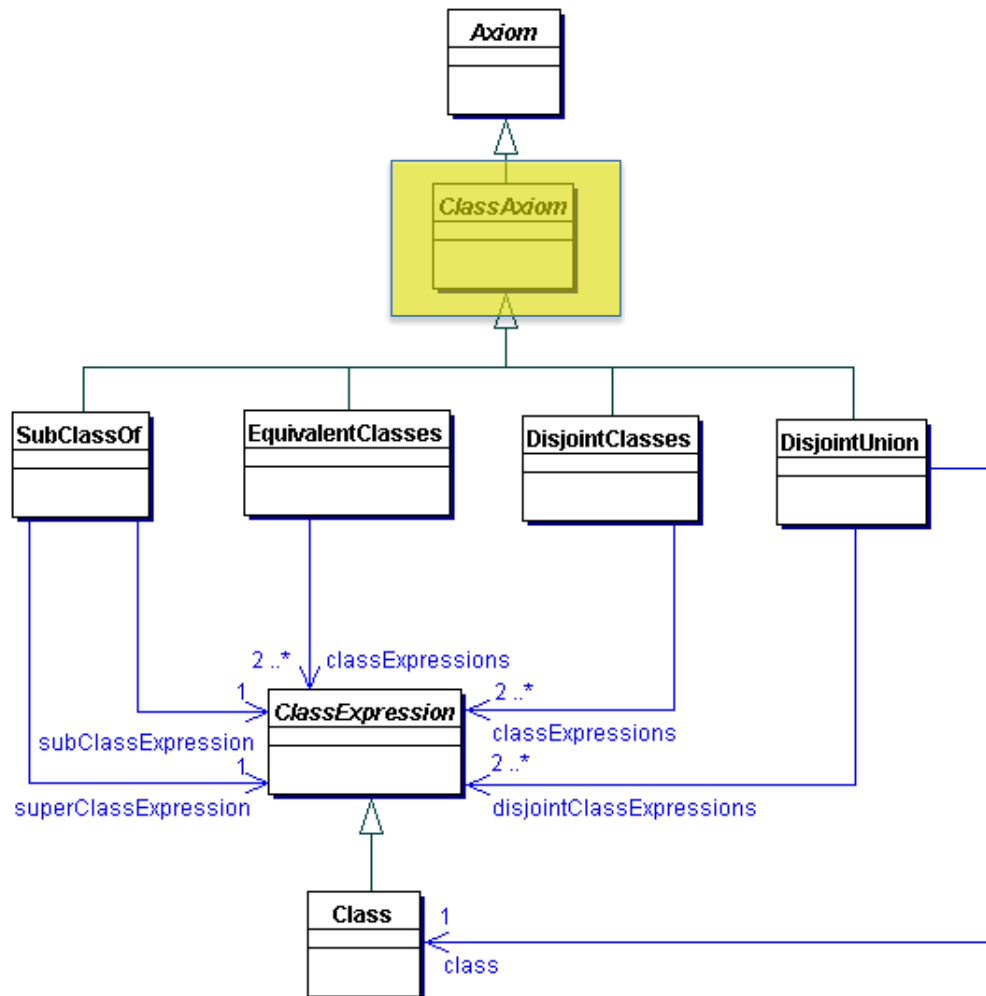 Axiom
ClassAxiom
SubClassOf
EquivalentClasses
DisjointClasses
DisjointUnion
2 ..* classExpressions
1
ClassExpression
2 ..*
subClassExpression
classExpressions
1
2 ..*
superClassExpression
disjointClassExpressions
Class
1
class